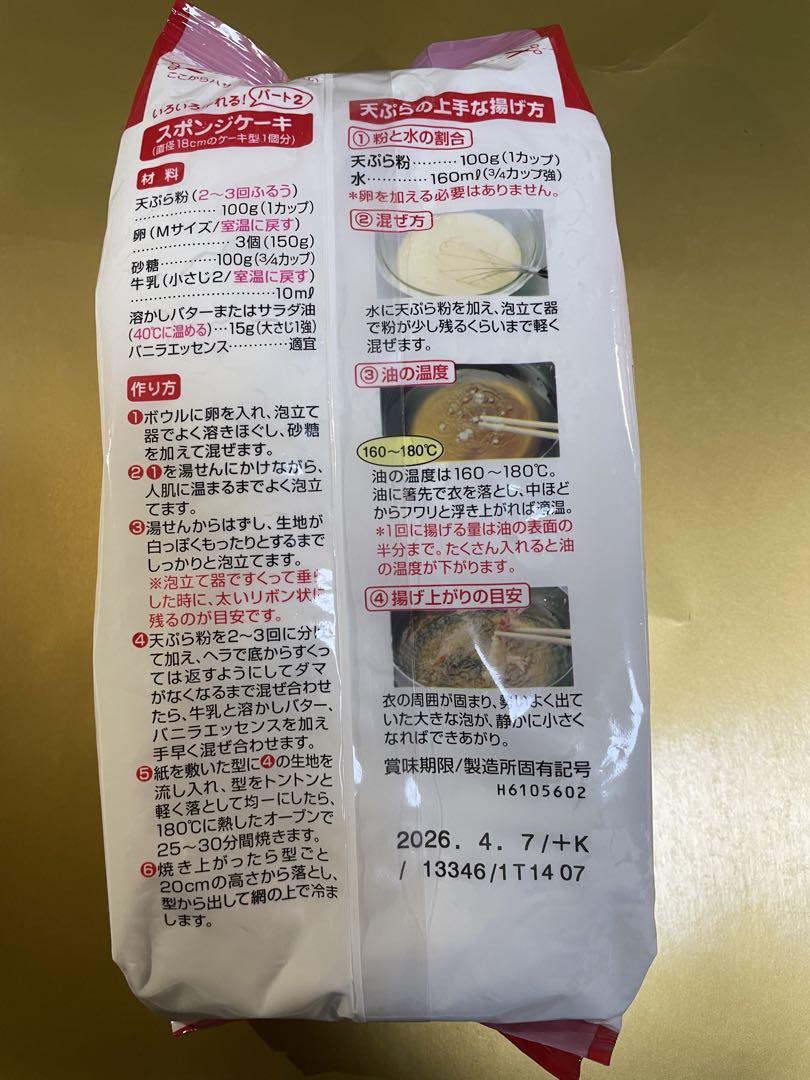 ここからハサ
いろいろ れる! パート2
スポンジケーキ
(直径18cmのケーキ型1個分)
材料
天ぷら粉(2〜3回ふるう)
……………100g(1カップ)
卵(Mサイズ/室温に戻す)
………………3個(150g)
砂糖…………100g(3/4カップ)
牛乳(小さじ2/室温に戻す)
……………………10ml
溶かしバターまたはサラダ油
(40℃に温める)…15g(大さじ1強)
バニラエッセンス…………適宜
作り方
❶ボウルに卵を入れ、泡立て
器でよく溶きほぐし、砂糖
を加えて混ぜます。
❷❶を湯せんにかけながら、
人肌に温まるまでよく泡立
てます。
❸湯せんからはずし、生地が
白っぽくもったりとするまで
しっかりと泡立てます。
※泡立て器ですくって垂ら
した時に、太いリボン状に
残るのが目安です。
❹天ぷら粉を2〜3回に分け
て加え、ヘラで底からすくっ
ては返すようにしてダマ
がなくなるまで混ぜ合わせ
たら、牛乳と溶かしバター、
バニラエッセンスを加え
手早く混ぜ合わせます。
❺紙を敷いた型に❹の生地を
流し入れ、型をトントンと
軽く落として均一にしたら、
180℃に熱したオーブンで
25〜30分間焼きます。
❻焼き上がったら型ごと
20cmの高さから落とし、
型から出して網の上で冷ま
します。
天ぷらの上手な揚げ方
①粉と水の割合
天ぷら粉………100g(1カップ)
水…………160ml(3/4カップ強)
*卵を加える必要はありません。
②混ぜ方
水に天ぷら粉を加え、泡立て器
で粉が少し残るくらいまで軽く
混ぜます。
③油の温度
160〜180℃
油の温度は160〜180℃。
油に箸先で衣を落とし、中ほど
からフワリと浮き上がれば適温。
*1回に揚げる量は油の表面の
半分まで。たくさん入れると油
の温度が下がります。
④揚げ上がりの目安
衣の周囲が固まり、勢いよく出て
いた大きな泡が、静かに小さく
なればできあがり。
賞味期限/製造所固有記号
H6105602
2026. 4. 7/+K
/ 13346/1T14 07